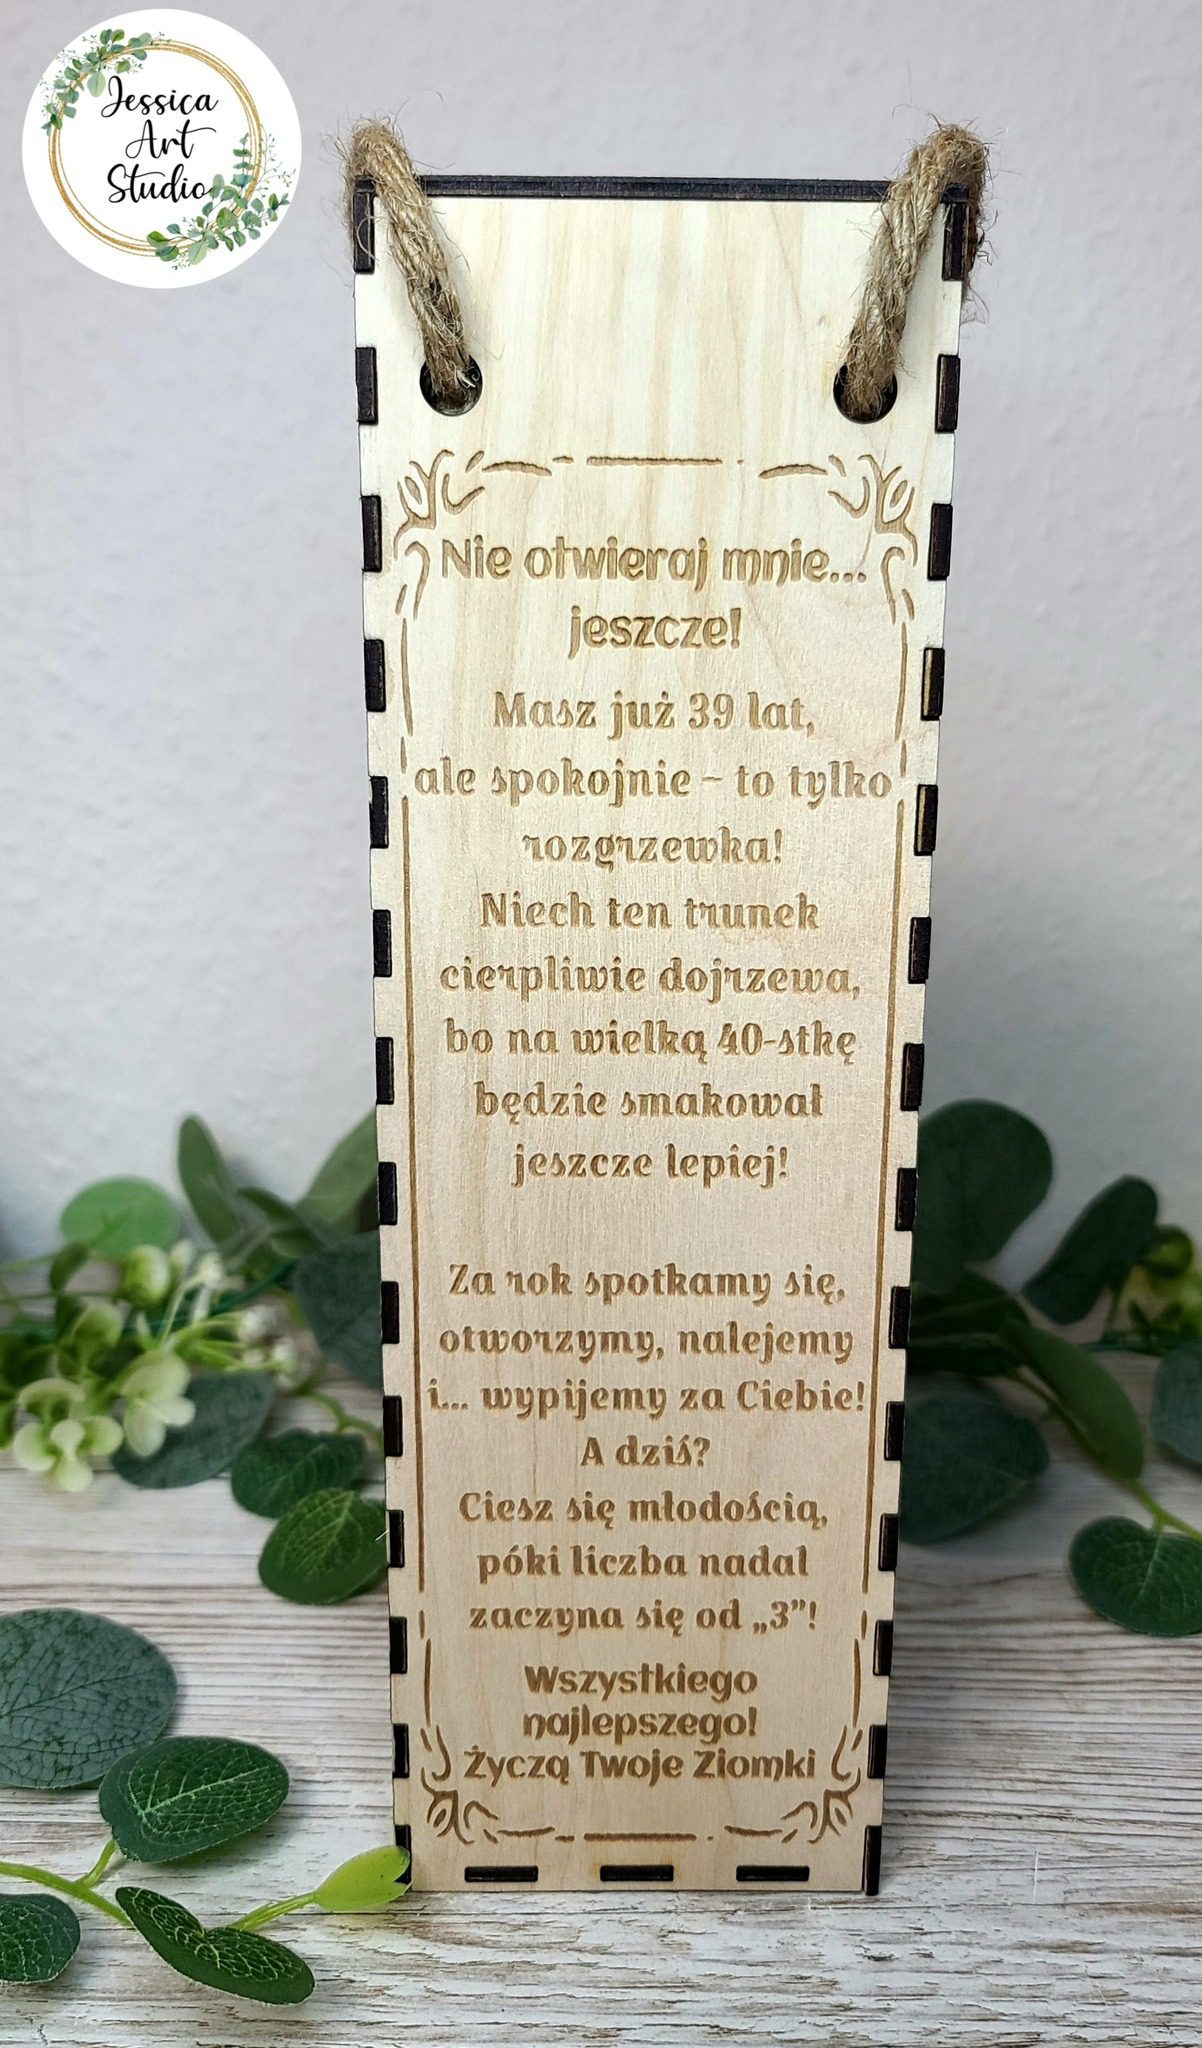 Jessica
Art
Studio
Nie otwieraj mnie...
jeszcze!
Masz już 39 lat,
ale spokojnie – to tylko
rozgrzewka!
Niech ten trunek
cierpliwie dojrzewa,
bo na wielką 40-stkę
będzie smakował
jeszcze lepiej!
Za rok spotkamy się,
otworzymy, nalejemy
i... wypijemy za Ciebie!
A dziś?
Ciesz się młodością,
póki liczba nadal
zaczyna się od „3”!
Wszystkiego
najlepszego!
Życzą Twoje Ziomki